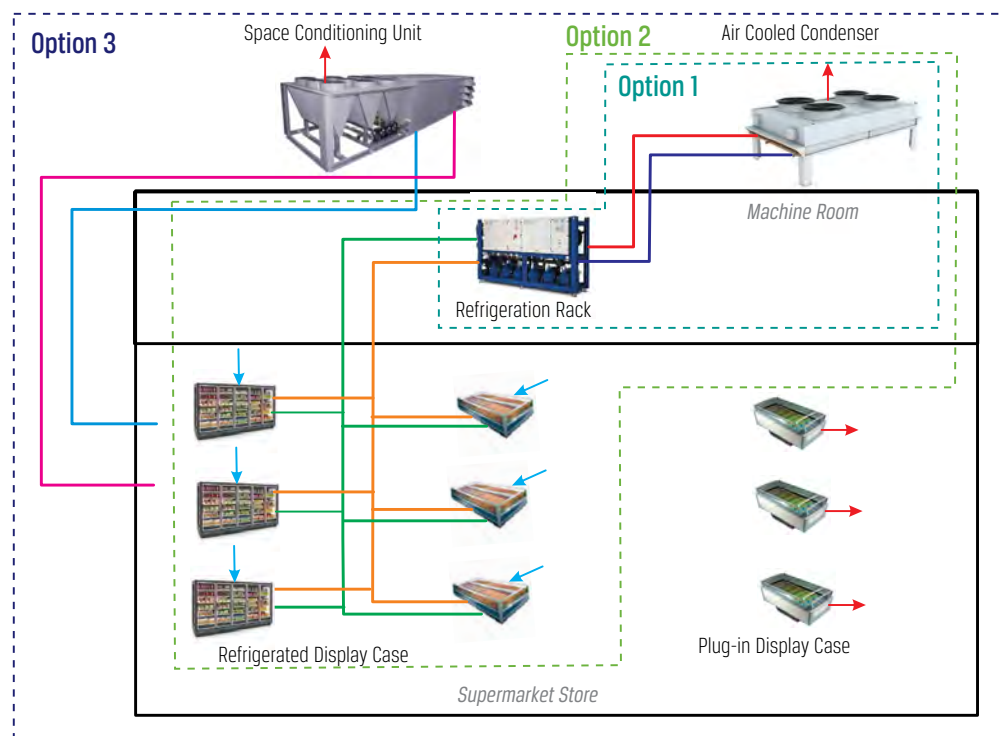 Option 3
Space Conditioning Unit
Option 2
Air Cooled Condenser
Option 1
Machine Room
Refrigeration Rack
Refrigerated Display Case
Plug-in Display Case
Supermarket Store